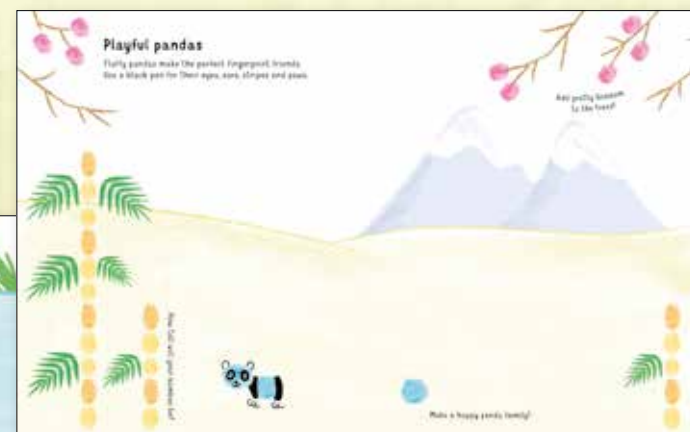 Playful pandas
Fluffy pandas make the perfect fingerprint friends.
Use a black pen for their eyes, ears, stripes and paws.
Add pretty blossom
to the trees!
How tall will your bamboo be?
Make a happy panda family!